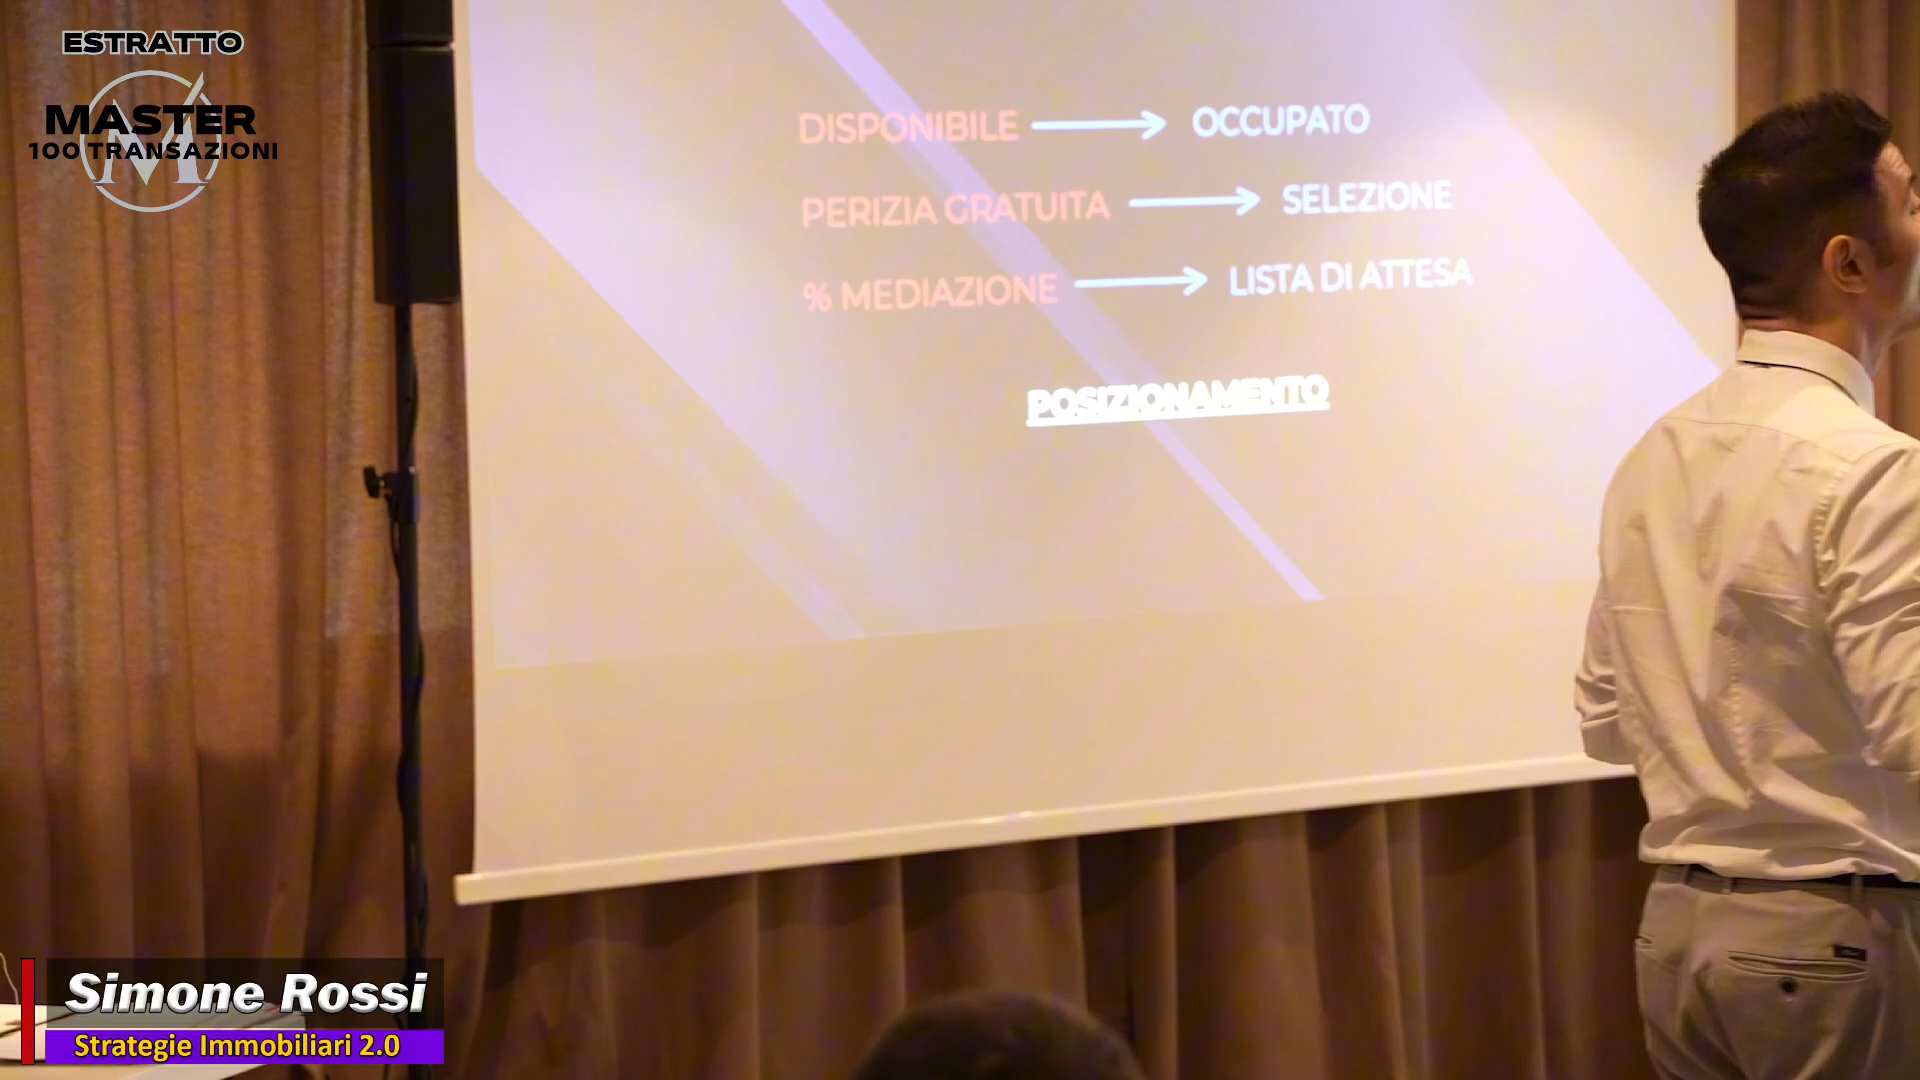 ESTRATTO
MASTER
100 TRANSAZIONI
DISPONIBILE → OCCUPATO
PERIZIA GRATUITA → SELEZIONE
% MEDIAZIONE → LISTA DI ATTESA
POSIZIONAMENTO
Simone Rossi
Strategie Immobiliari 2.0